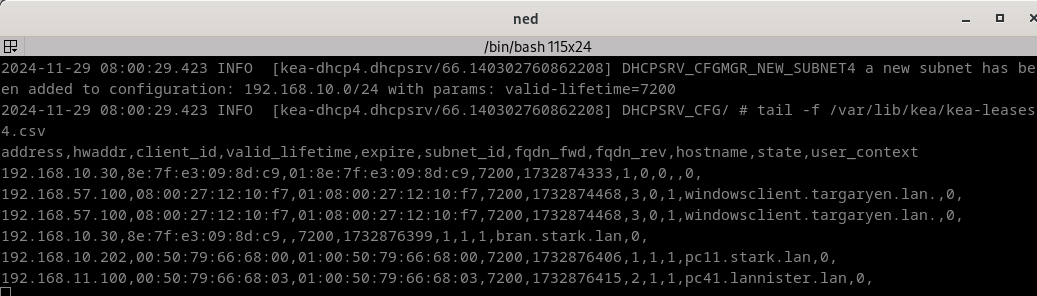 ned
/bin/bash 115x24
2024-11-29 08:00:29.423 INFO  [kea-dhcp4.dhcpsrv/66.140302760862208] DHCPSRV_CFGMGR_NEW_SUBNET4 a new subnet has be
en added to configuration: 192.168.10.0/24 with params: valid-lifetime=7200
2024-11-29 08:00:29.423 INFO  [kea-dhcp4.dhcpsrv/66.140302760862208] DHCPSRV_CFG/ # tail -f /var/lib/kea/kea-leases
4.csv
address,hwaddr,client_id,valid_lifetime,expire,subnet_id,fqdn_fwd,fqdn_rev,hostname,state,user_context
192.168.10.30,8e:7f:e3:09:8d:c9,01:8e:7f:e3:09:8d:c9,7200,1732874333,1,0,0,,0,
192.168.57.100,08:00:27:12:10:f7,01:08:00:27:12:10:f7,7200,1732874468,3,0,1,windowsclient.targaryen.lan.,0,
192.168.57.100,08:00:27:12:10:f7,01:08:00:27:12:10:f7,7200,1732874468,3,0,1,windowsclient.targaryen.lan.,0,
192.168.10.30,8e:7f:e3:09:8d:c9,,7200,1732876399,1,1,1,bran.stark.lan,0,
192.168.10.202,00:50:79:66:68:00,01:00:50:79:66:68:00,7200,1732876406,1,1,1,pc11.stark.lan,0,
192.168.11.100,00:50:79:66:68:03,01:00:50:79:66:68:03,7200,1732876415,2,1,1,pc41.lannister.lan,0,